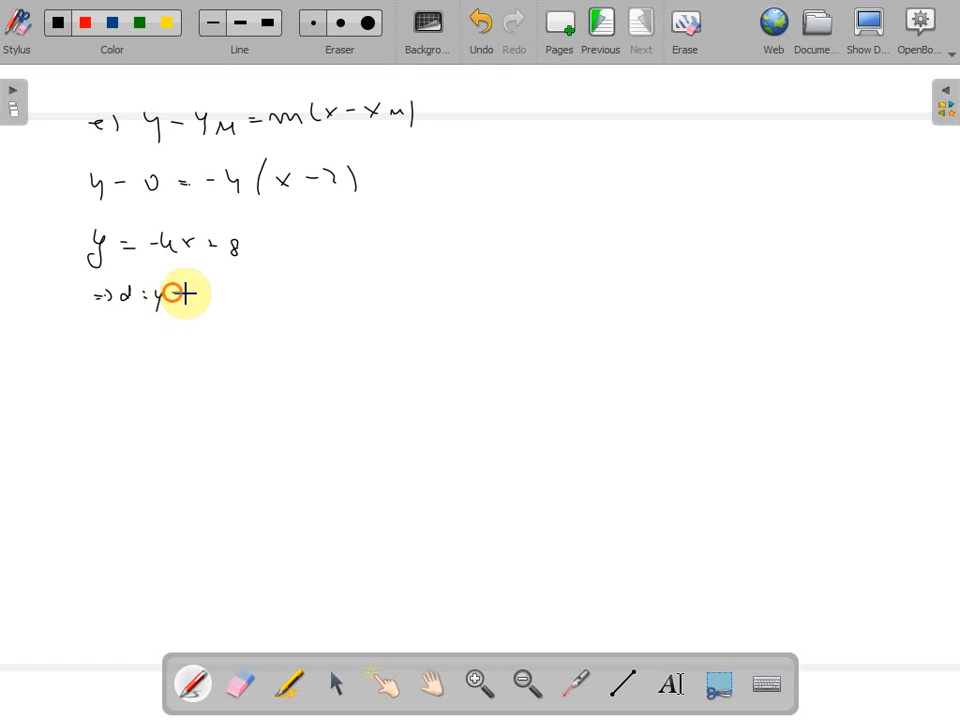 Stylus
Color
Line
Eraser
Backgro...
Undo
Redo
Pages
Previous
Next
Erase
Web
Docume...
Show D...
OpenBo...
e) y - y_M = m(x - x_M)
y - 0 = -4(x - 2)
y = -4x + 8
=> d : y